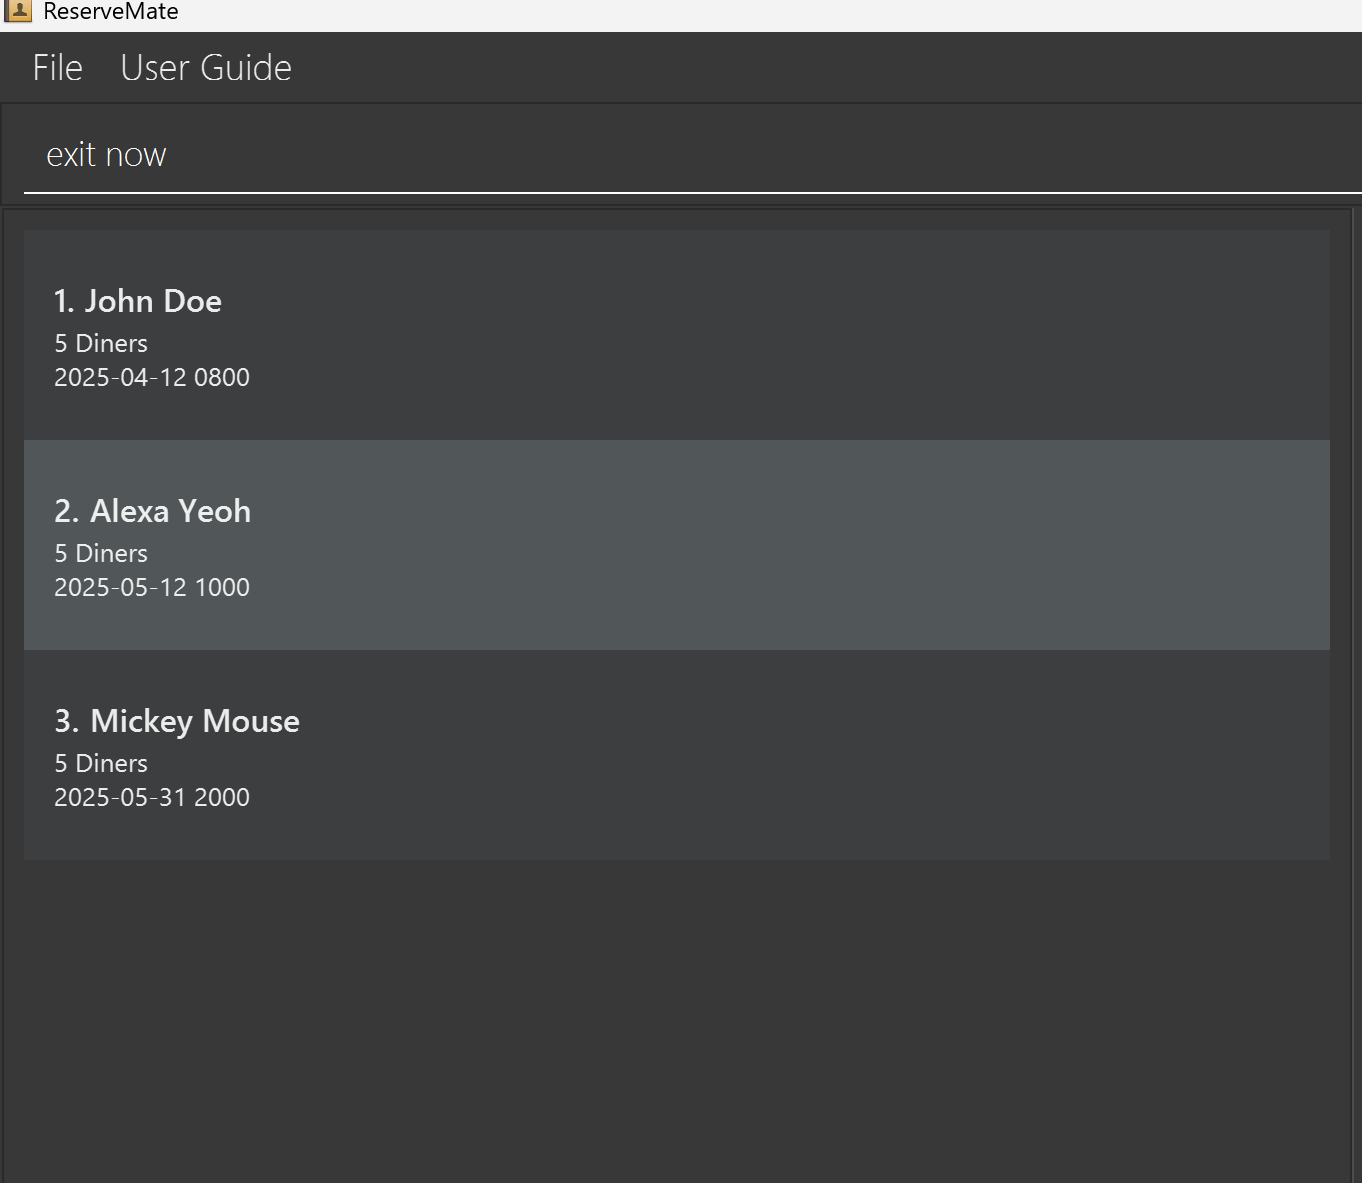 ReserveMate
File User Guide
exit now
1. John Doe
5 Diners
2025-04-12 0800
2. Alexa Yeoh
5 Diners
2025-05-12 1000
3. Mickey Mouse
5 Diners
2025-05-31 2000